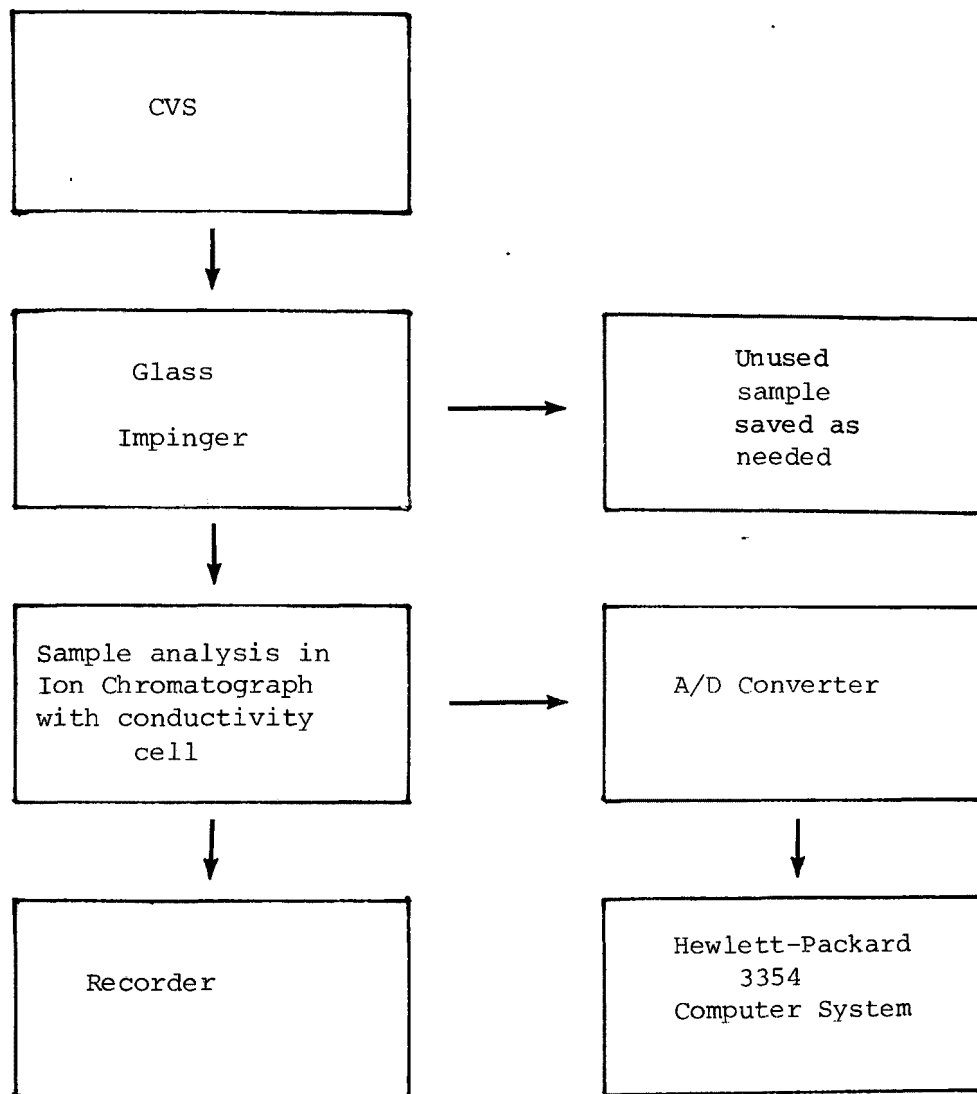 CVS
Glass
Impinger
Unused
sample
saved as
needed
Sample analysis in
Ion Chromatograph
with conductivity
cell
A/D Converter
Recorder
Hewlett-Packard
3354
Computer System